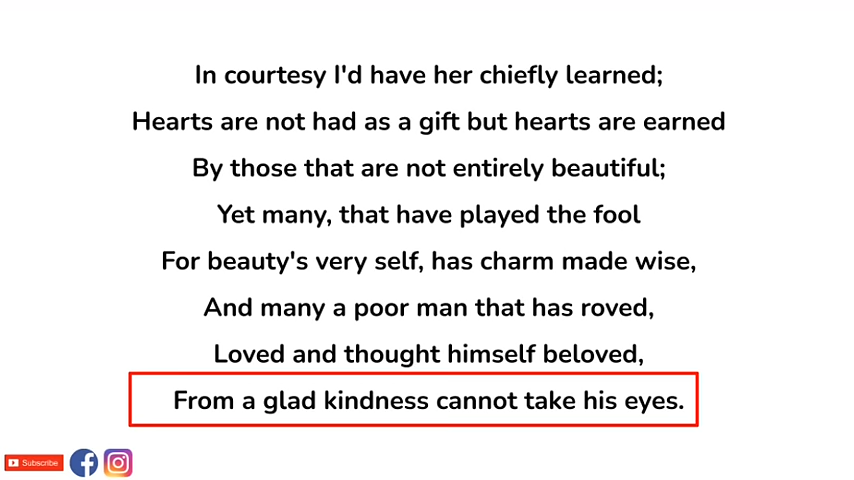 In courtesy I'd have her chiefly learned;
Hearts are not had as a gift but hearts are earned
By those that are not entirely beautiful;
Yet many, that have played the fool
For beauty's very self, has charm made wise,
And many a poor man that has roved,
Loved and thought himself beloved,
From a glad kindness cannot take his eyes.
Subscribe